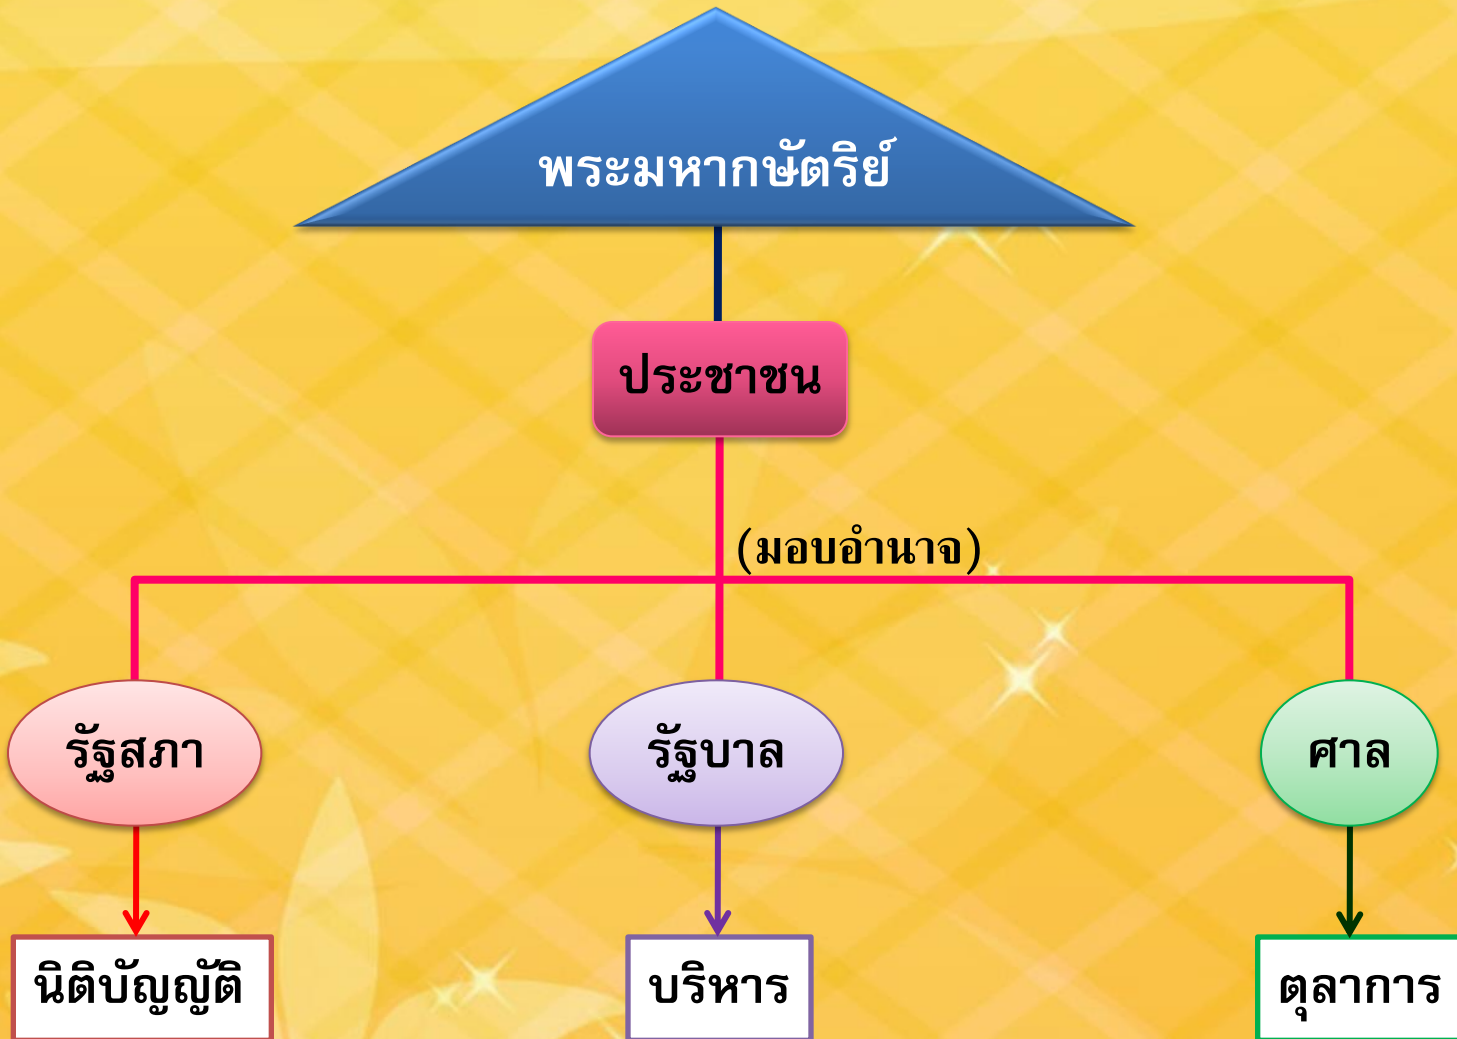 พระมหากษัตริย์
ประชาชน
(มอบอำนาจ)
รัฐสภา
รัฐบาล
ศาล
นิติบัญญัติ
บริหาร
ตุลาการ